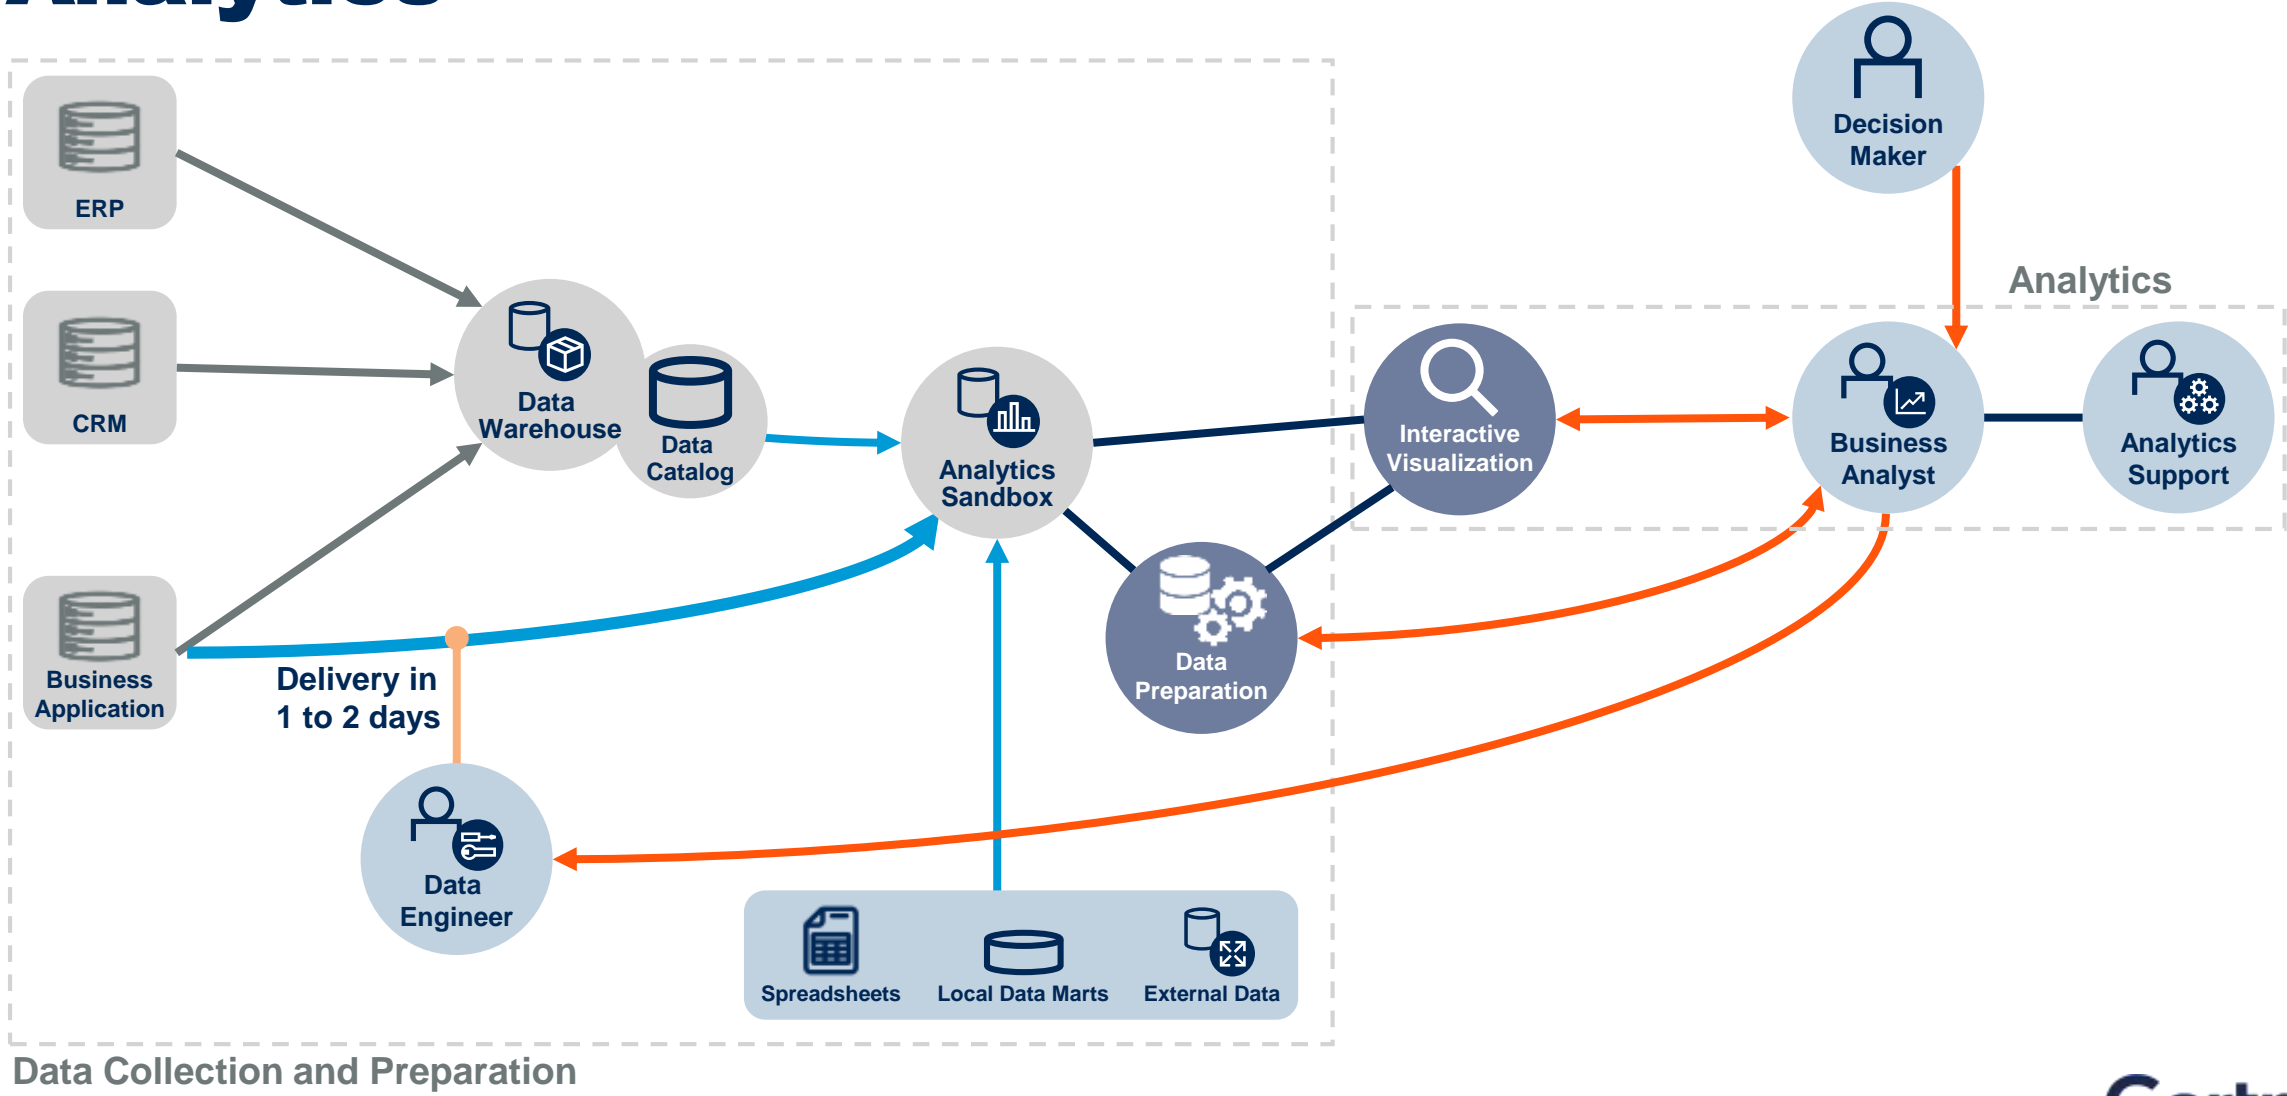 Analytics
Decision
Maker
ERP
Analytics
CRM
Data
Warehouse
Data
Catalog
Analytics
Sandbox
Interactive
Visualization
Business
Analyst
Analytics
Support
Business
Application
Delivery in
1 to 2 days
Data
Preparation
Data
Engineer
Spreadsheets
Local Data Marts
External Data
Data Collection and Preparation